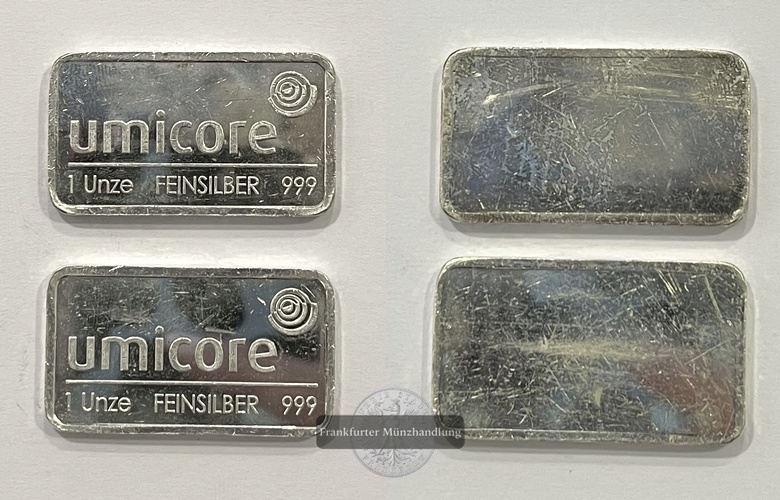 umicore
1 Unze FEINSILBER 999
umicore
1 Unze FEINSILBER 999
Frankfurter Münzhandlung